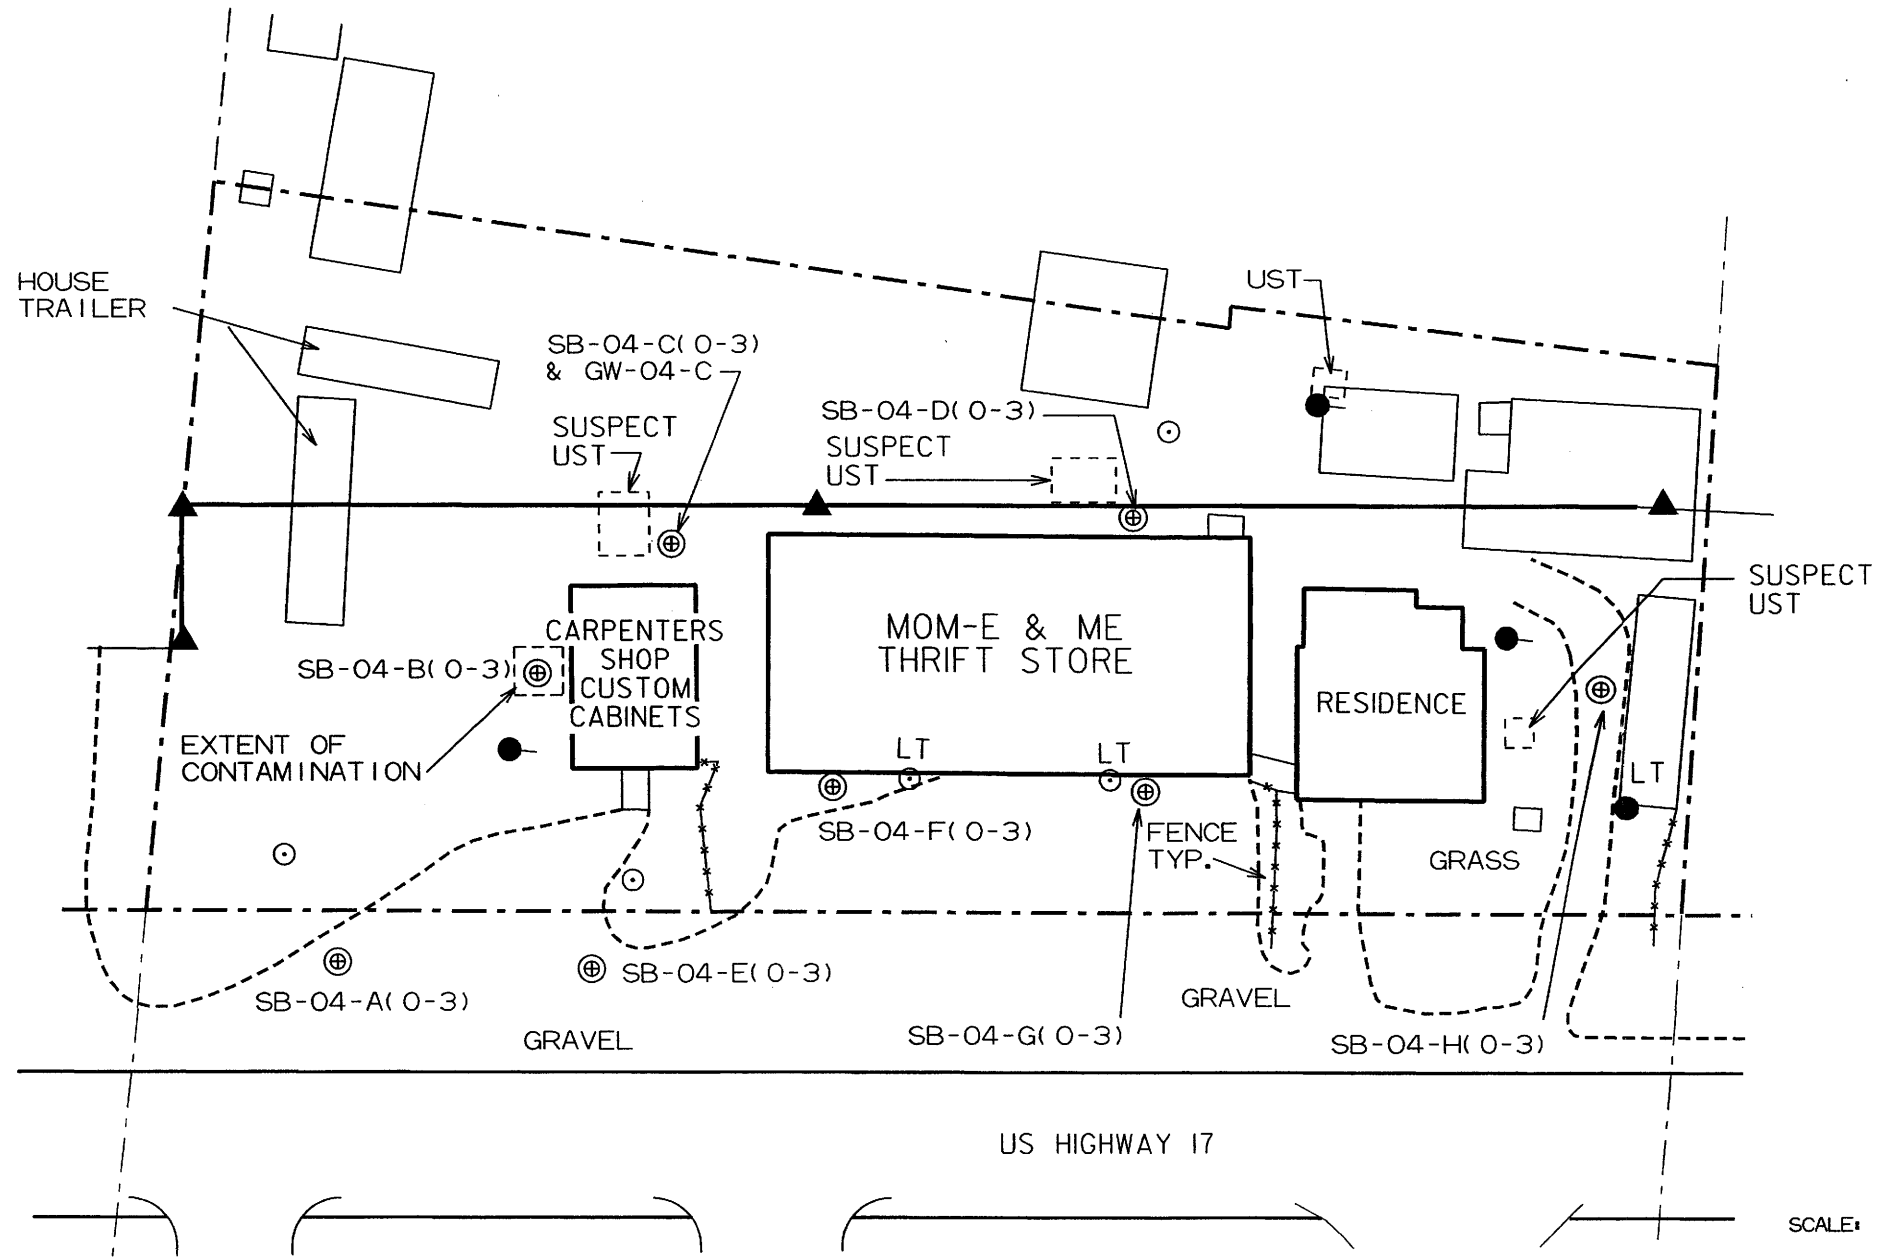 HOUSE
TRAILER
UST
SB-04-C(0-3)
& GW-04-C
SB-04-D(0-3)
SUSPECT
UST
SUSPECT
UST
SUSPECT
UST
MOM-E & ME
THRIFT STORE
CARPENTERS
SHOP
CUSTOM
CABINETS
SB-04-B(0-3)
RESIDENCE
EXTENT OF
CONTAMINATION
LT
LT
LT
SB-04-F(0-3)
FENCE
TYP.
GRASS
SB-04-A(0-3)
SB-04-E(0-3)
GRAVEL
GRAVEL
SB-04-G(0-3)
SB-04-H(0-3)
US HIGHWAY 17
SCALE: